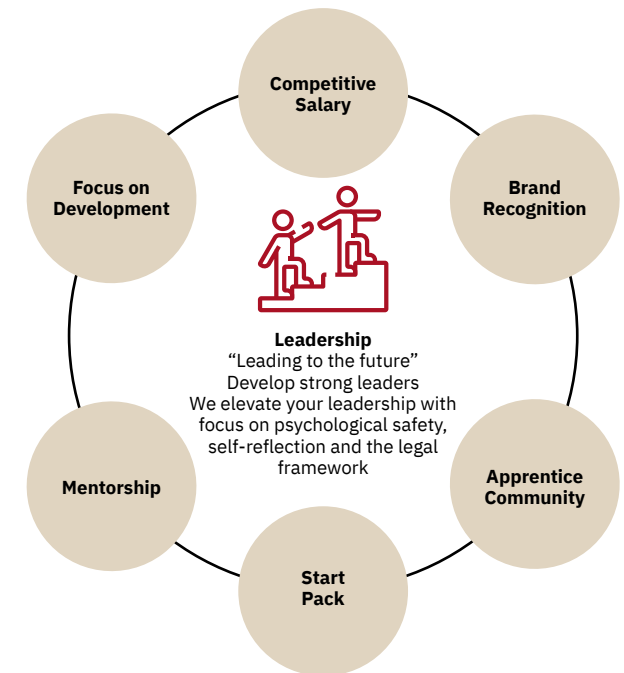 Competitive
Salary
Focus on
Development
Brand
Recognition
Leadership
“Leading to the future”
Develop strong leaders
We elevate your leadership with
focus on psychological safety,
self-reflection and the legal
framework
Mentorship
Apprentice
Community
Start
Pack